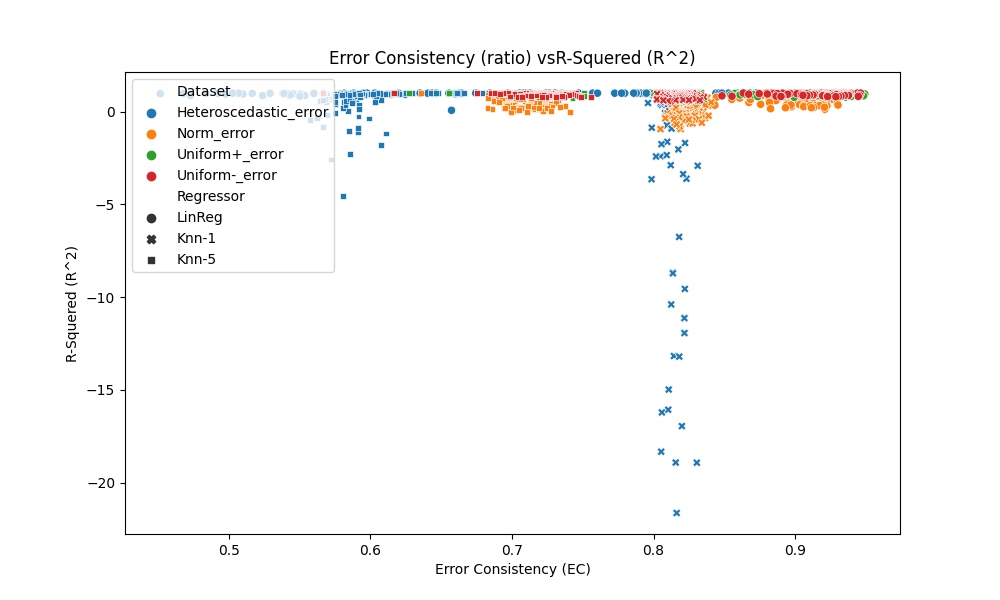 Error Consistency (ratio) vsR-Squered (R^2)
Dataset
Heteroscedastic_error
Norm_error
Uniform+_error
Uniform-_error
Regressor
LinReg
Knn-1
Knn-5
0
−5
−10
−15
−20
R-Squered (R^2)
0.5 0.6 0.7 0.8 0.9
Error Consistency (EC)